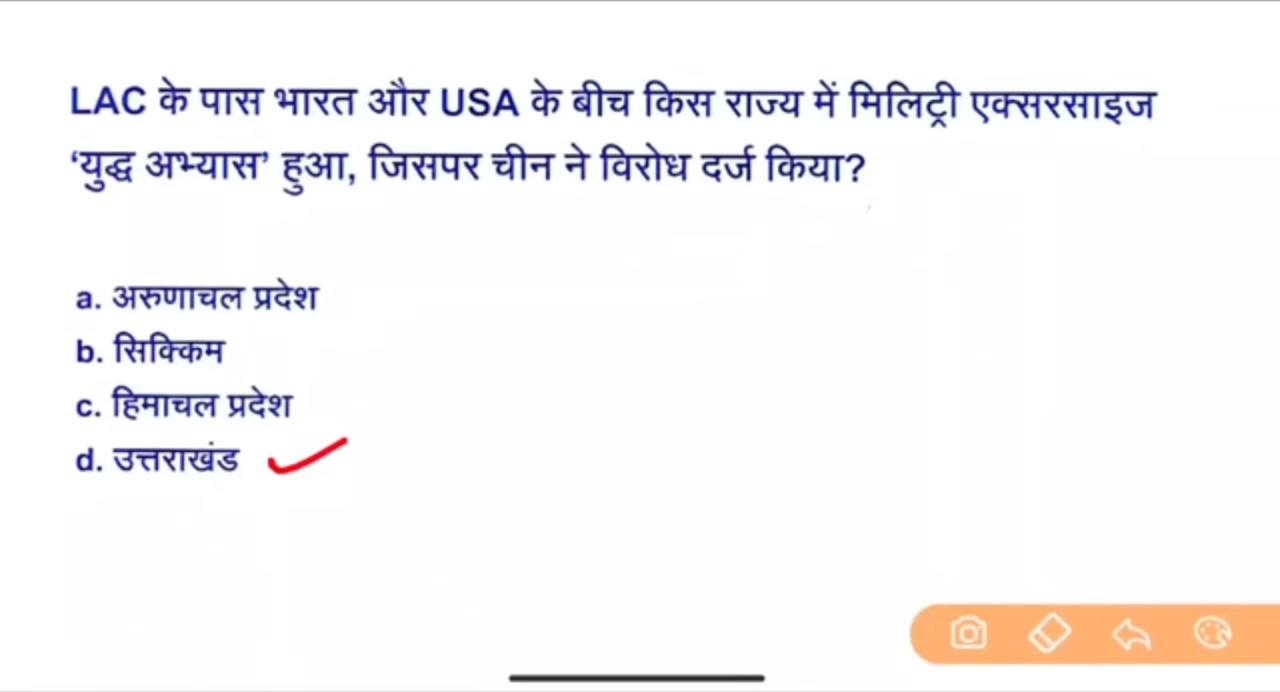 LAC के पास भारत और USA के बीच किस राज्य में मिलिट्री एक्सरसाइज
‘युद्ध अभ्यास’ हुआ, जिसपर चीन ने विरोध दर्ज किया?
a. अरुणाचल प्रदेश
b. सिक्किम
c. हिमाचल प्रदेश
d. उत्तराखंड